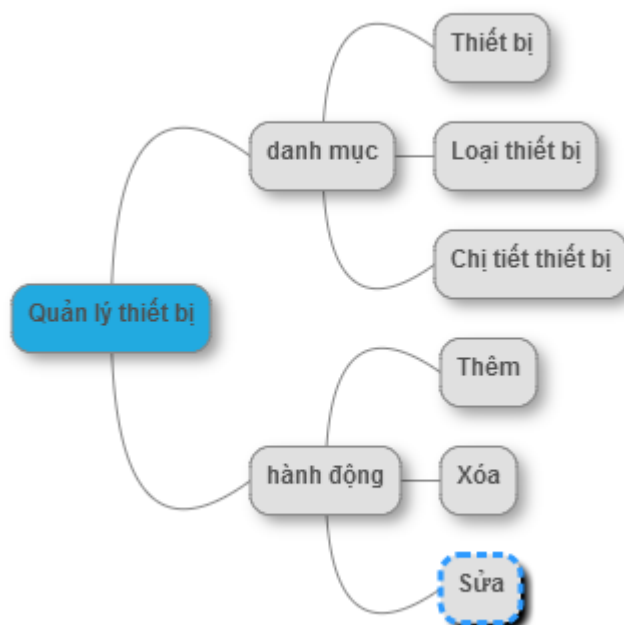 Thiết bị
danh mục
Loại thiết bị
Chị tiết thiết bị
Quản lý thiết bị
Thêm
hành động
Xóa
Sửa